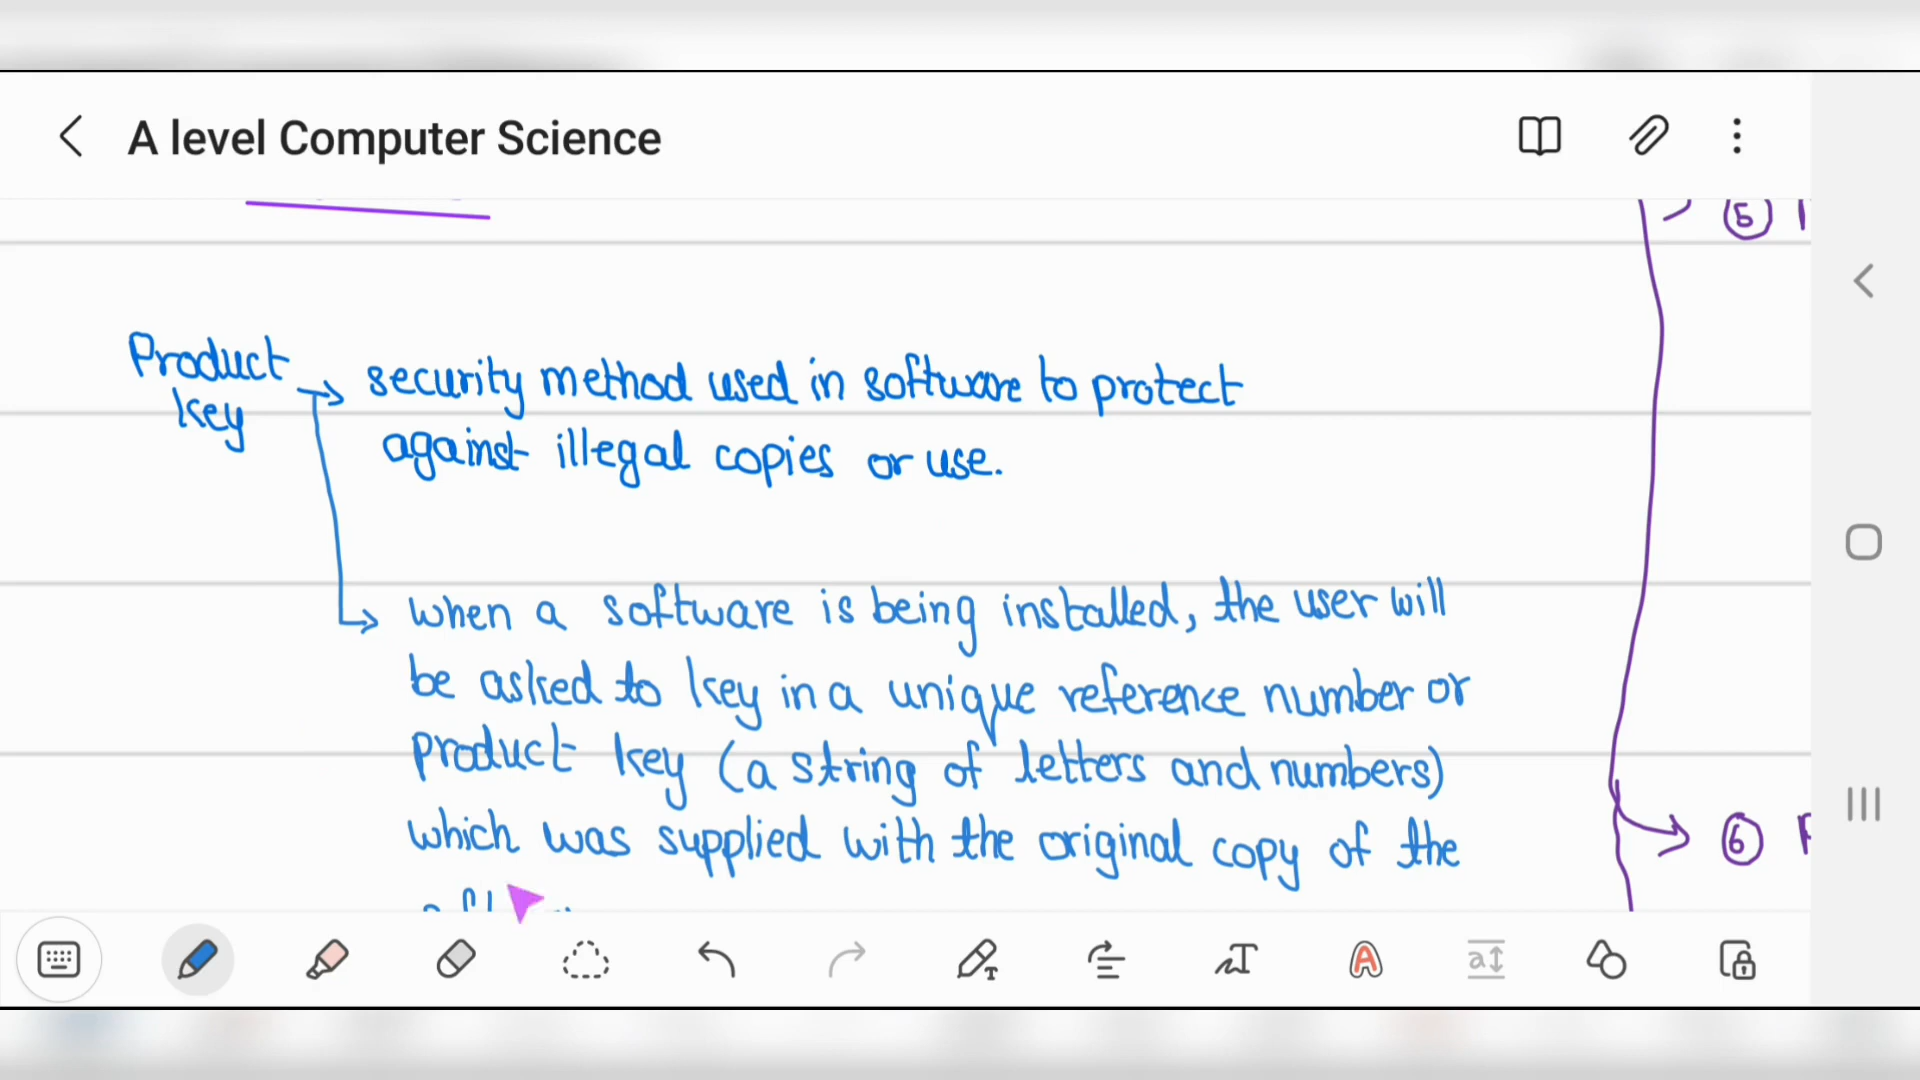 A level Computer Science
5
Product
key
security method used in software to protect
against illegal copies or use.
when a software is being installed, the user will
be asked to key in a unique reference number or
product key (a string of letters and numbers)
which was supplied with the original copy of the
6